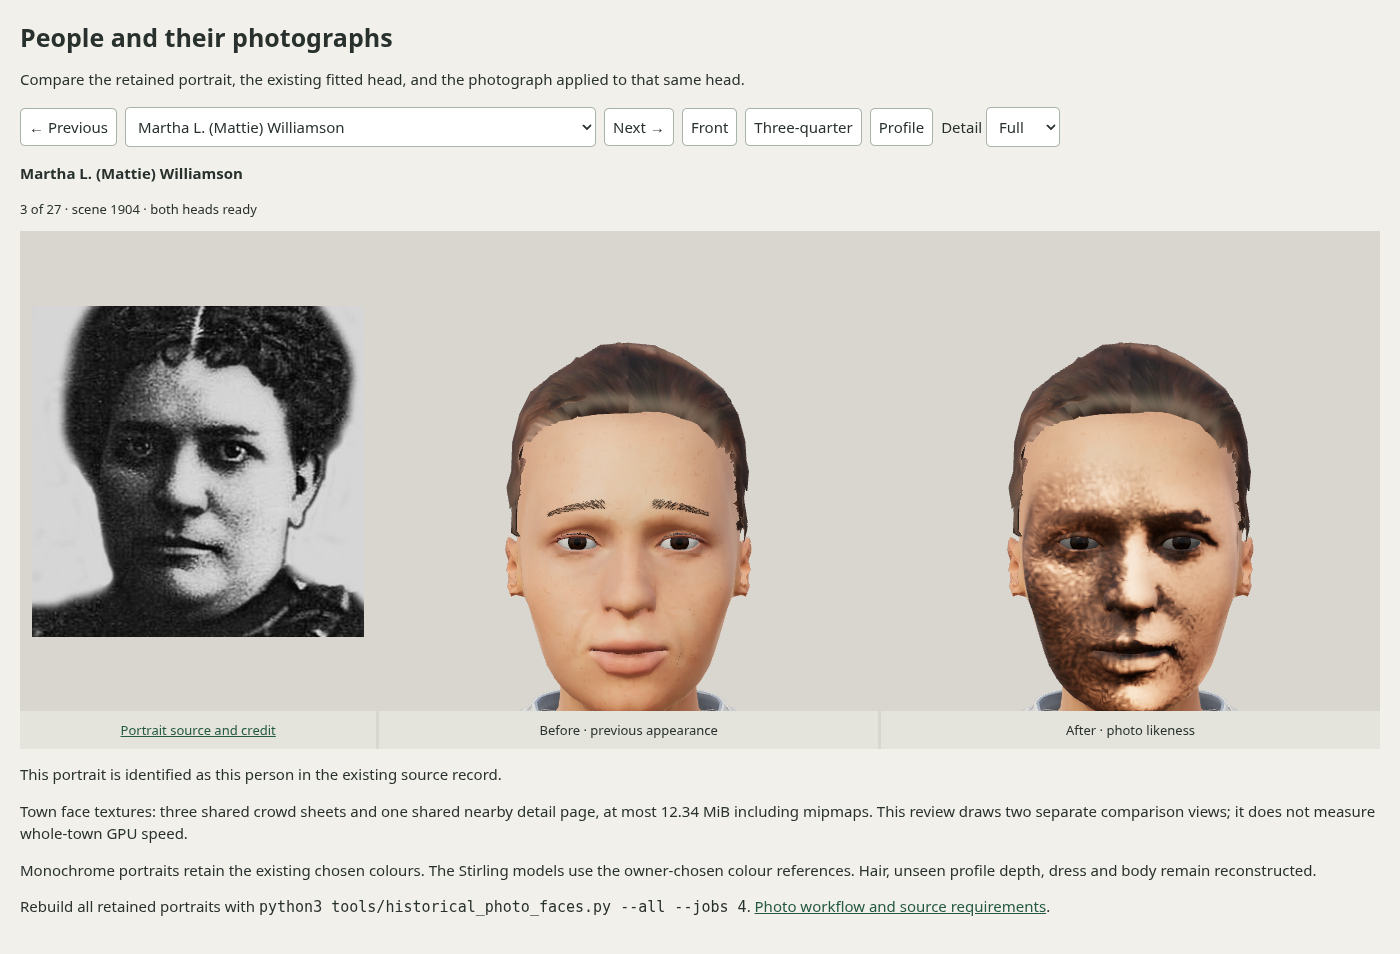 People and their photographs
Compare the retained portrait, the existing fitted head, and the photograph applied to that same head.
← Previous Martha L. (Mattie) Williamson Next → Front Three-quarter Profile Detail Full
Martha L. (Mattie) Williamson
3 of 27 · scene 1904 · both heads ready
Portrait source and credit Before · previous appearance After · photo likeness
This portrait is identified as this person in the existing source record.
Town face textures: three shared crowd sheets and one shared nearby detail page, at most 12.34 MiB including mipmaps. This review draws two separate comparison views; it does not measure
whole-town GPU speed.
Monochrome portraits retain the existing chosen colours. The Stirling models use the owner-chosen colour references. Hair, unseen profile depth, dress and body remain reconstructed.
Rebuild all retained portraits with python3 tools/historical_photo_faces.py --all --jobs 4. Photo workflow and source requirements.